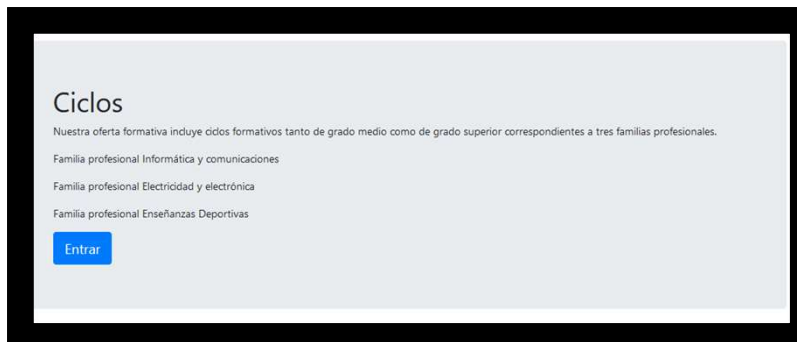 Ciclos
Nuestra oferta formativa incluye ciclos formativos tanto de grado medio como de grado superior correspondientes a tres familias profesionales.
Familia profesional Informática y comunicaciones
Familia profesional Electricidad y electrónica
Familia profesional Enseñanzas Deportivas
Entrar